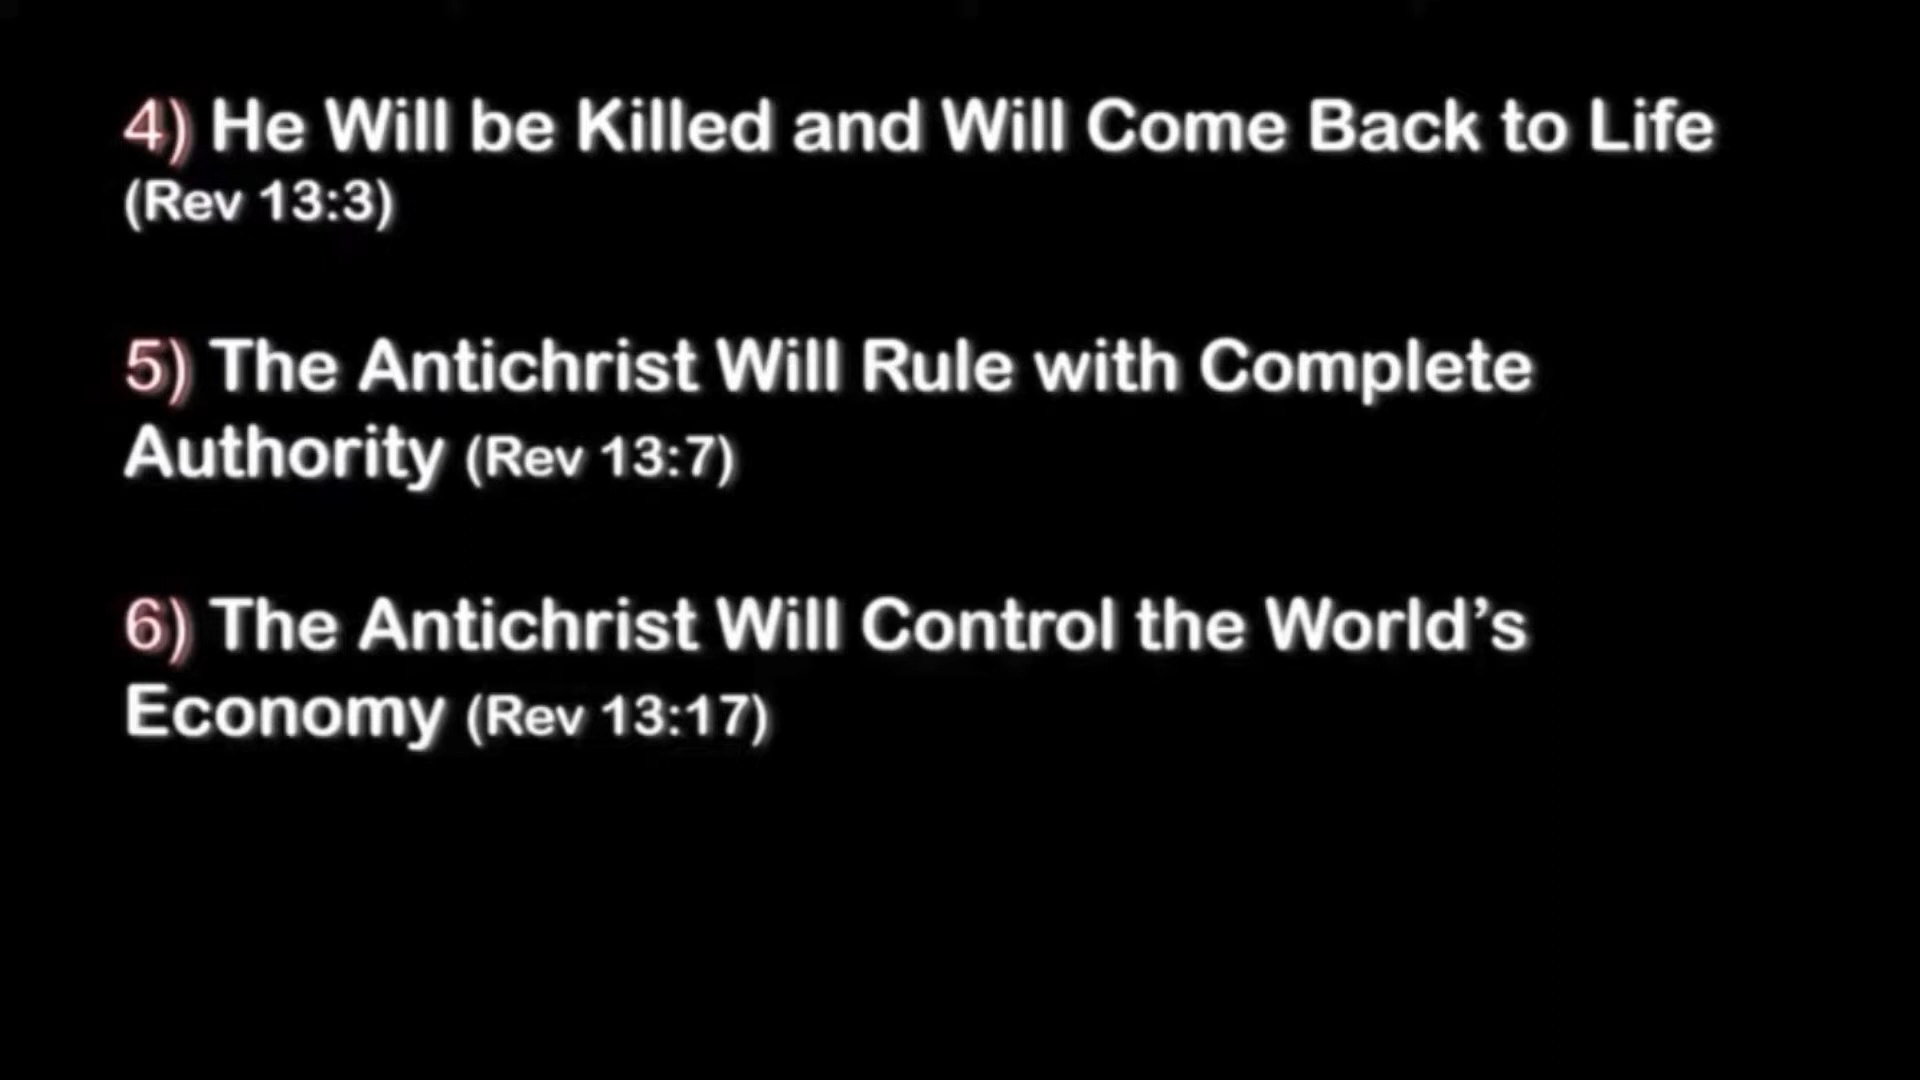 4) He Will be Killed and Will Come Back to Life
(Rev 13:3)
5) The Antichrist Will Rule with Complete
Authority (Rev 13:7)
6) The Antichrist Will Control the World’s
Economy (Rev 13:17)